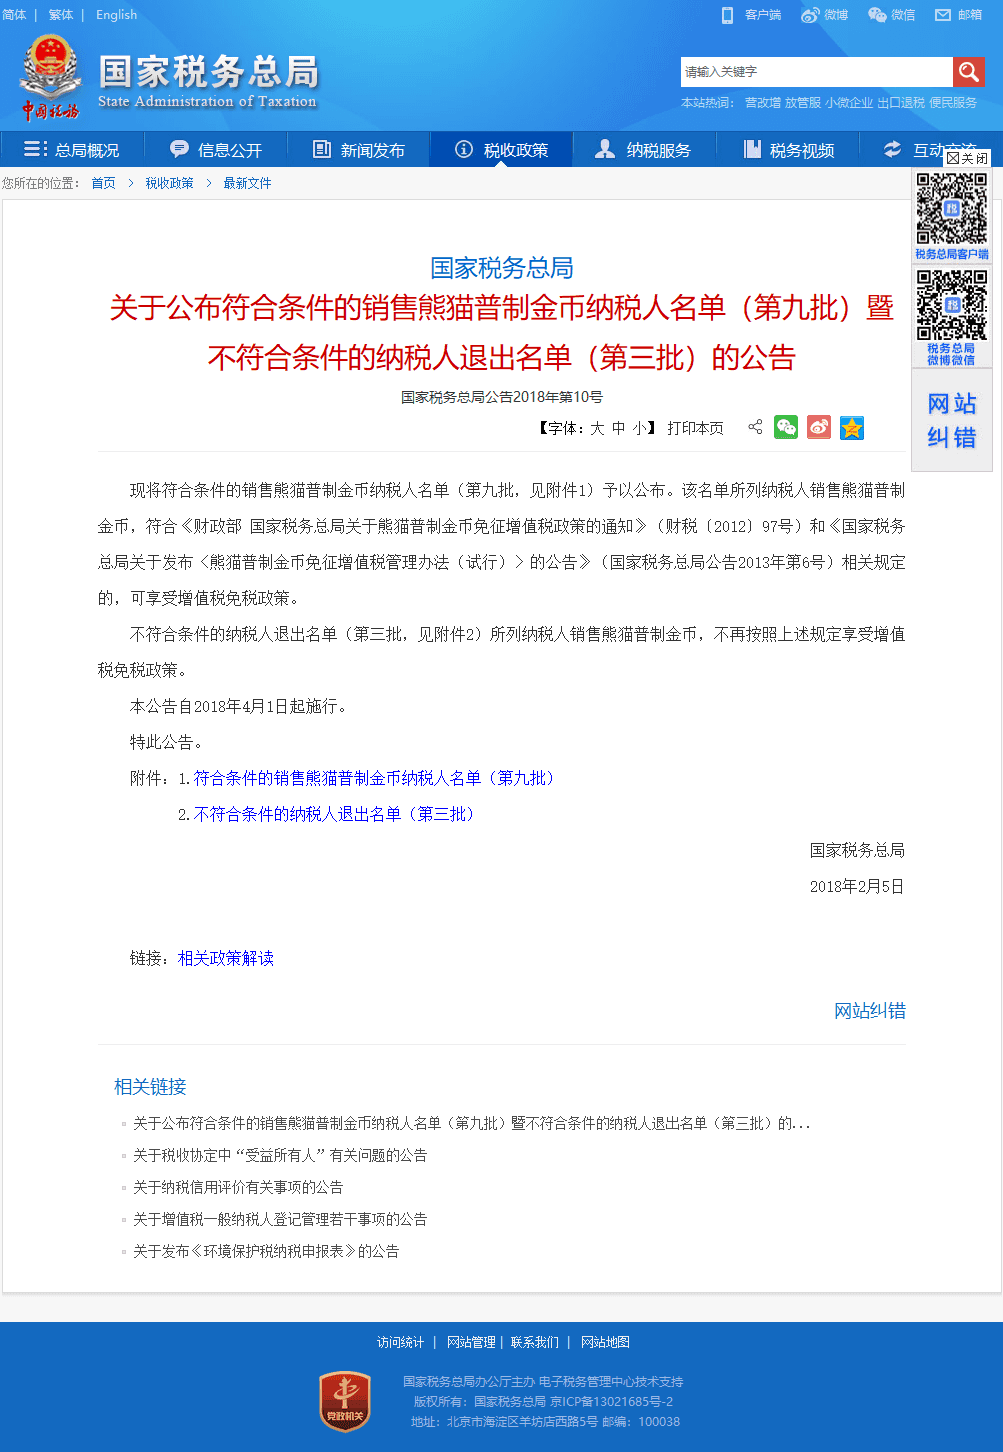 简体 | 繁体 | English
客户端 微博 微信 邮箱
国家税务总局
State Administration of Taxation
中国税务
请输入关键字
本站热词： 营改增 放管服 小微企业 出口退税 便民服务
总局概况 信息公开 新闻发布 税收政策 纳税服务 税务视频 互动交流
关闭
您所在的位置： 首页 > 税收政策 > 最新文件
税务总局客户端
税务总局
微博微信
网站
纠错
国家税务总局
关于公布符合条件的销售熊猫普制金币纳税人名单（第九批）暨
不符合条件的纳税人退出名单（第三批）的公告
国家税务总局公告2018年第10号
【字体：大 中 小】 打印本页
现将符合条件的销售熊猫普制金币纳税人名单（第九批，见附件1）予以公布。该名单所列纳税人销售熊猫普制
金币，符合《财政部 国家税务总局关于熊猫普制金币免征增值税政策的通知》（财税〔2012〕97号）和《国家税务
总局关于发布〈熊猫普制金币免征增值税管理办法（试行）〉的公告》（国家税务总局公告2013年第6号）相关规定
的，可享受增值税免税政策。
不符合条件的纳税人退出名单（第三批，见附件2）所列纳税人销售熊猫普制金币，不再按照上述规定享受增值
税免税政策。
本公告自2018年4月1日起施行。
特此公告。
附件：1.符合条件的销售熊猫普制金币纳税人名单（第九批）
2.不符合条件的纳税人退出名单（第三批）
国家税务总局
2018年2月5日
链接：相关政策解读
网站纠错
相关链接
关于公布符合条件的销售熊猫普制金币纳税人名单（第九批）暨不符合条件的纳税人退出名单（第三批）的...
关于税收协定中“受益所有人”有关问题的公告
关于纳税信用评价有关事项的公告
关于增值税一般纳税人登记管理若干事项的公告
关于发布《环境保护税纳税申报表》的公告
访问统计 | 网站管理 | 联系我们 | 网站地图
党政机关
国家税务总局办公厅主办 电子税务管理中心技术支持
版权所有：国家税务总局 京ICP备13021685号-2
地址：北京市海淀区羊坊店西路5号 邮编：100038